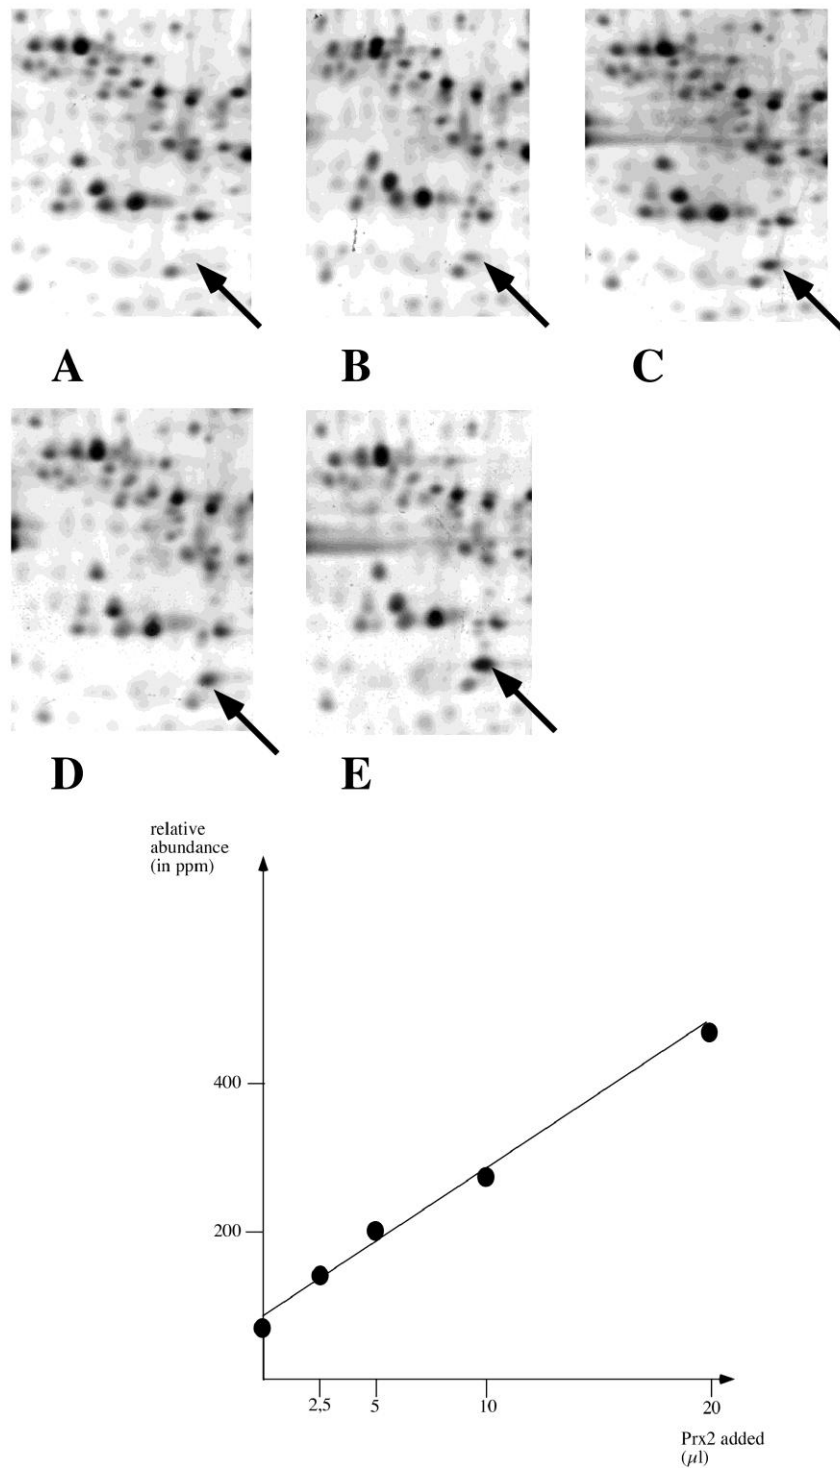 A
B
C
D
E
relative
abundance
(in ppm)
400
200
2,5
5
10
20
Prx2 added
(µl)